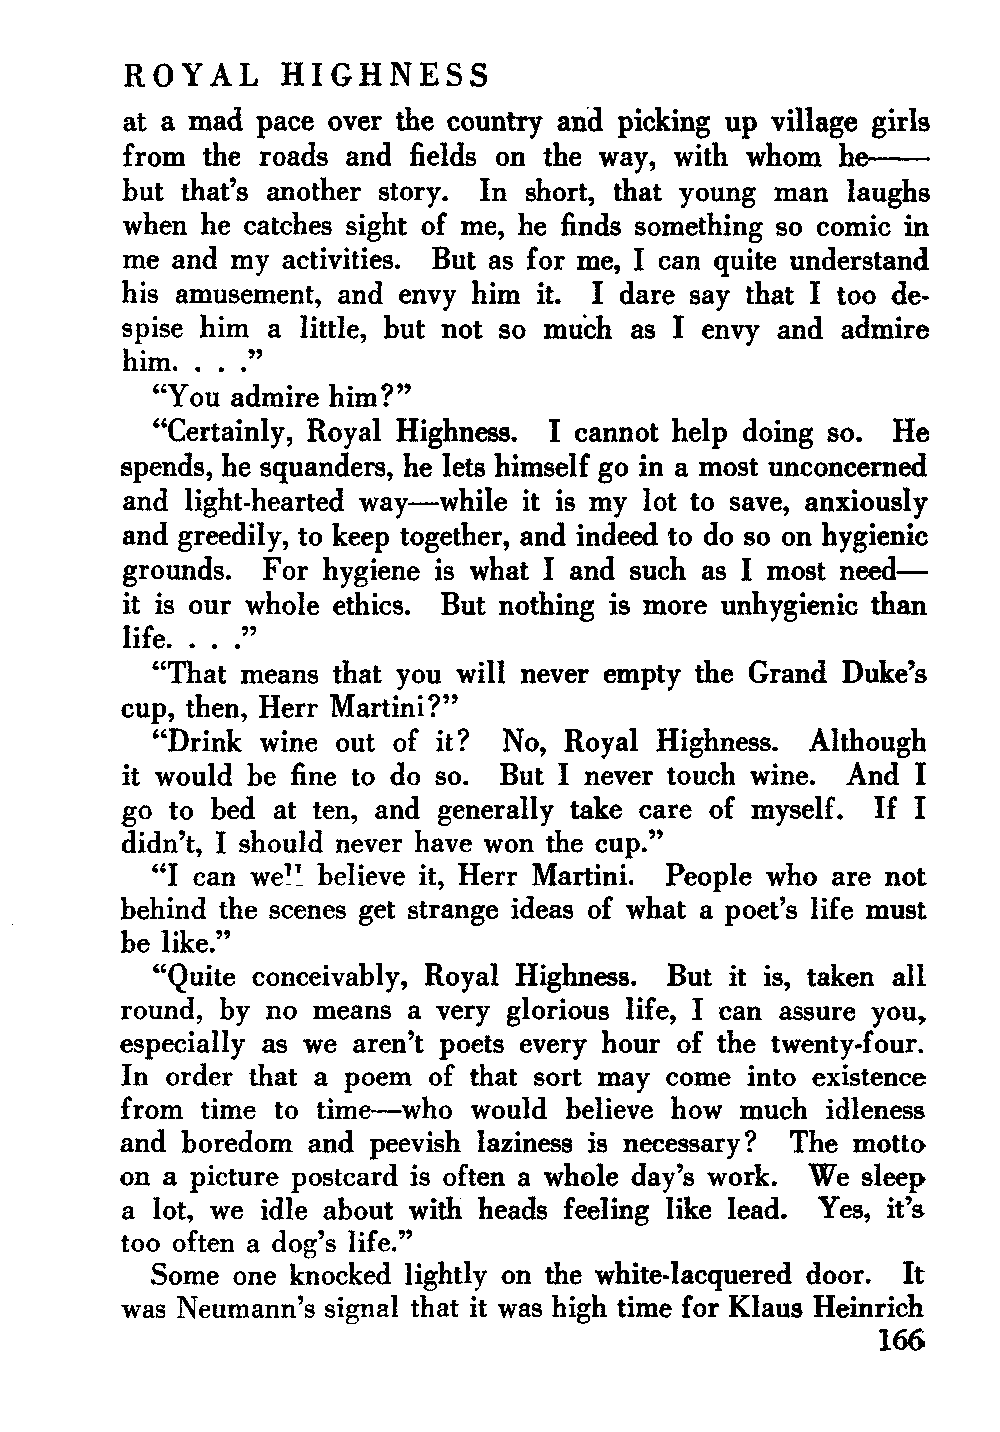 ROYAL HIGHNESS
at a mad pace over the country and picking up village girls
from the roads and fields on the way, with whom he——
but that's another story. In short, that young man laughs
when he catches sight of me, he finds something so comic in
me and my activities. But as for me, I can quite understand
his amusement, and envy him it. I dare say that I too de-
spise him a little, but not so much as I envy and admire
him. . . ."
"You admire him?"
"Certainly, Royal Highness. I cannot help doing so. He
spends, he squanders, he lets himself go in a most unconcerned
and light-hearted way—while it is my lot to save, anxiously
and greedily, to keep together, and indeed to do so on hygienic
grounds. For hygiene is what I and such as I most need—
it is our whole ethics. But nothing is more unhygienic than
life. . . ."
"That means that you will never empty the Grand Duke's
cup, then, Herr Martini?"
"Drink wine out of it? No, Royal Highness. Although
it would be fine to do so. But I never touch wine. And I
go to bed at ten, and generally take care of myself. If I
didn't, I should never have won the cup."
"I can well believe it, Herr Martini. People who are not
behind the scenes get strange ideas of what a poet's life must
be like."
"Quite conceivably, Royal Highness. But it is, taken all
round, by no means a very glorious life, I can assure you,
especially as we aren't poets every hour of the twenty-four.
In order that a poem of that sort may come into existence
from time to time—who would believe how much idleness
and boredom and peevish laziness is necessary? The motto
on a picture postcard is often a whole day's work. We sleep
a lot, we idle about with heads feeling like lead. Yes, it's
too often a dog's life."
Some one knocked lightly on the white-lacquered door. It
was Neumann's signal that it was high time for Klaus Heinrich
166